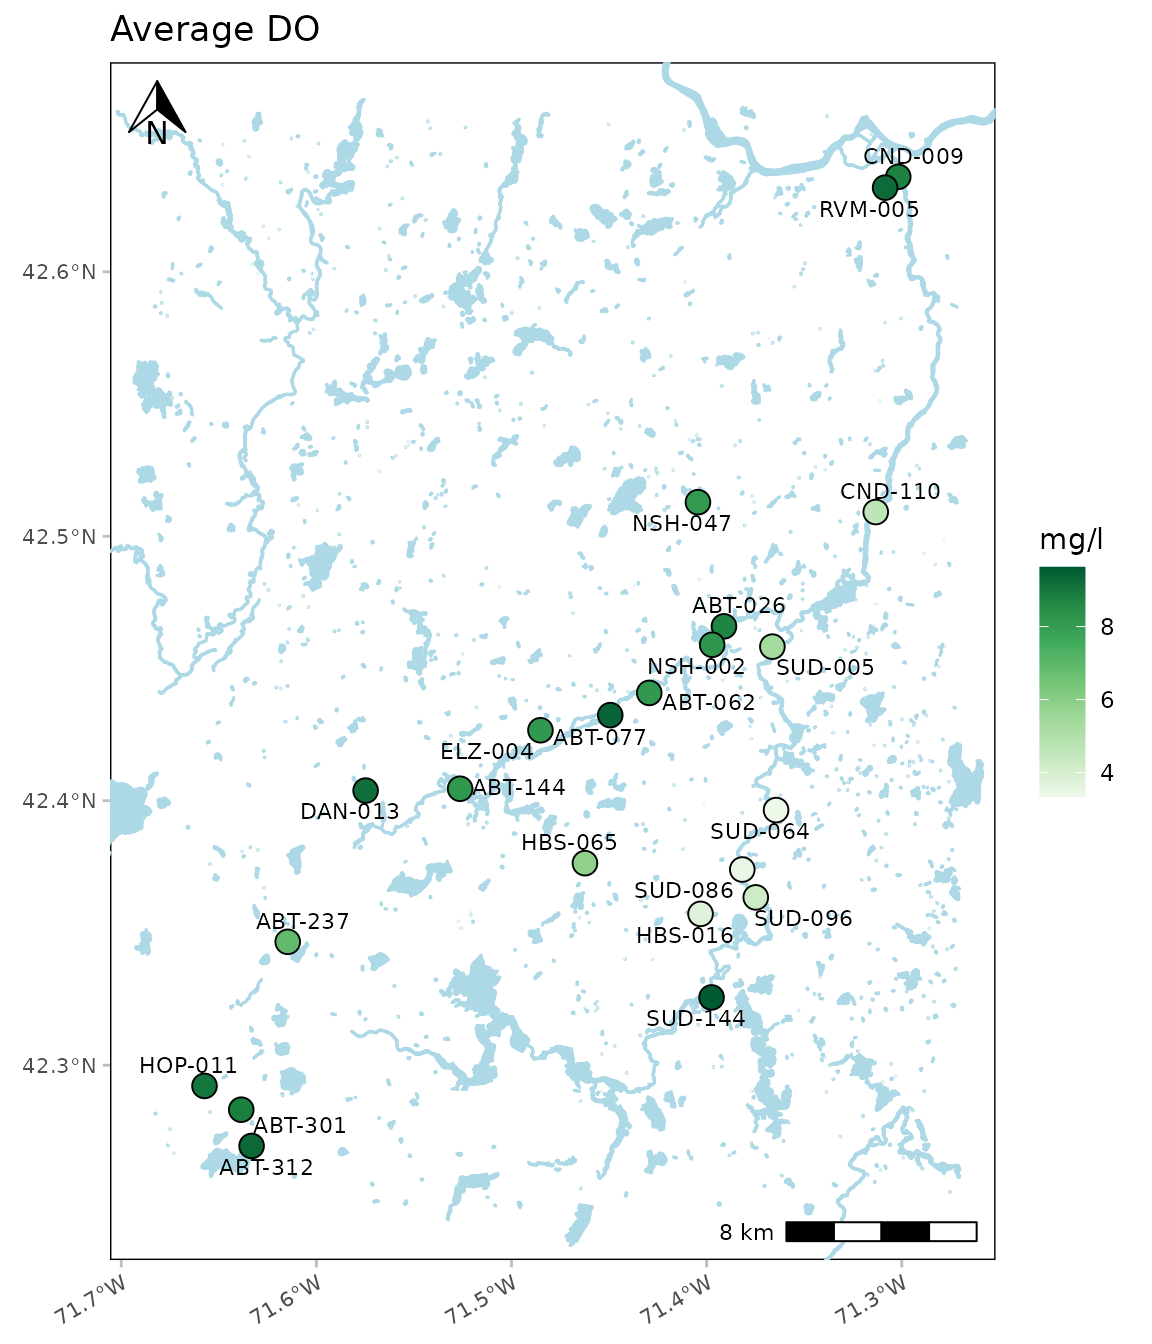 Average DO
N
CND-009
RVM-005
42.6°N
CND-110
NSH-047
42.5°N
mg/l
ABT-026
8
NSH-002
SUD-005
ABT-062
6
ABT-077
ELZ-004
4
ABT-144
42.4°N
DAN-013
SUD-064
HBS-065
SUD-086
SUD-096
ABT-237
HBS-016
SUD-144
HOP-011
42.3°N
ABT-301
ABT-312
8 km
71.7°W
71.6°W
71.5°W
71.4°W
71.3°W